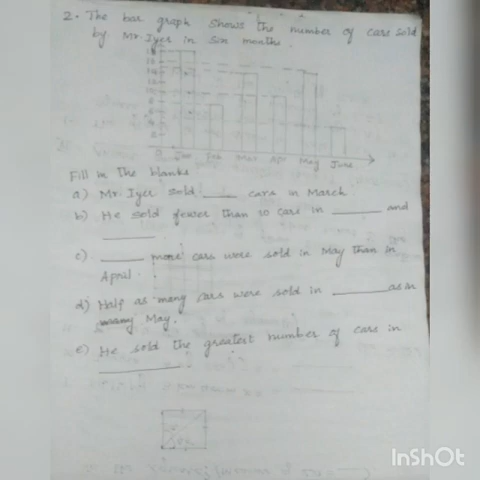 2. The bar graph shows the number of cars sold
by Mr. Iyer in six months.
Jan Feb Mar Apr May June
Fill in the blanks
a) Mr. Iyer sold ____ cars in March
b) He sold fewer than 10 cars in ____ and
____
c) ____ more cars were sold in May than in
April.
d) Half as many cars were sold in ____ as in
May.
e) He sold the greatest number of cars in
____.
InShOt